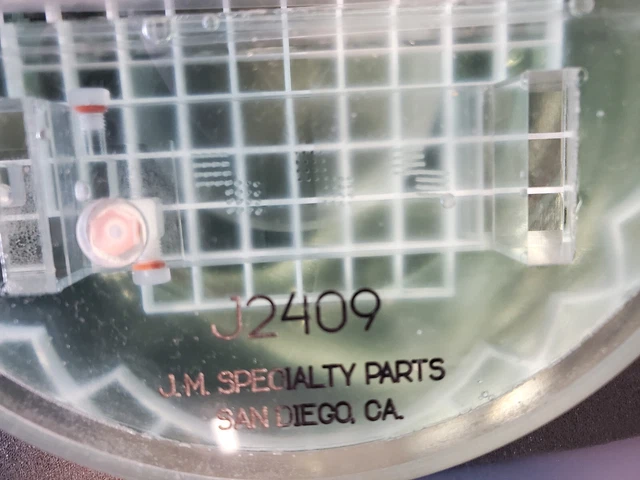 J2409
J.M. SPECIALTY PARTS
SAN DIEGO, CA.